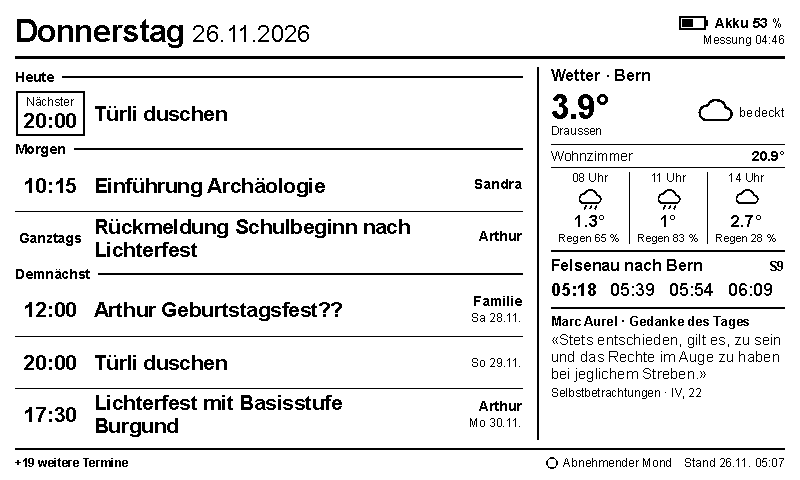 Donnerstag 26.11.2026
Akku 53 %
Messung 04:46
Heute
Nächster
20:00
Türli duschen
Morgen
10:15 Einführung Archäologie Sandra
Ganztags
Rückmeldung Schulbeginn nach
Lichterfest
Arthur
Demnächst
12:00 Arthur Geburtstagsfest??
Familie
Sa 28.11.
20:00 Türli duschen So 29.11.
17:30
Lichterfest mit Basisstufe
Burgund
Arthur
Mo 30.11.
+19 weitere Termine
Wetter · Bern
3.9°
Draussen
bedeckt
Wohnzimmer 20.9°
08 Uhr 11 Uhr 14 Uhr
1.3° 1° 2.7°
Regen 65 % Regen 83 % Regen 28 %
Felsenau nach Bern S9
05:18 05:39 05:54 06:09
Marc Aurel · Gedanke des Tages
«Stets entschieden, gilt es, zu sein
und das Rechte im Auge zu haben
bei jeglichem Streben.»
Selbstbetrachtungen · IV, 22
Abnehmender Mond Stand 26.11. 05:07